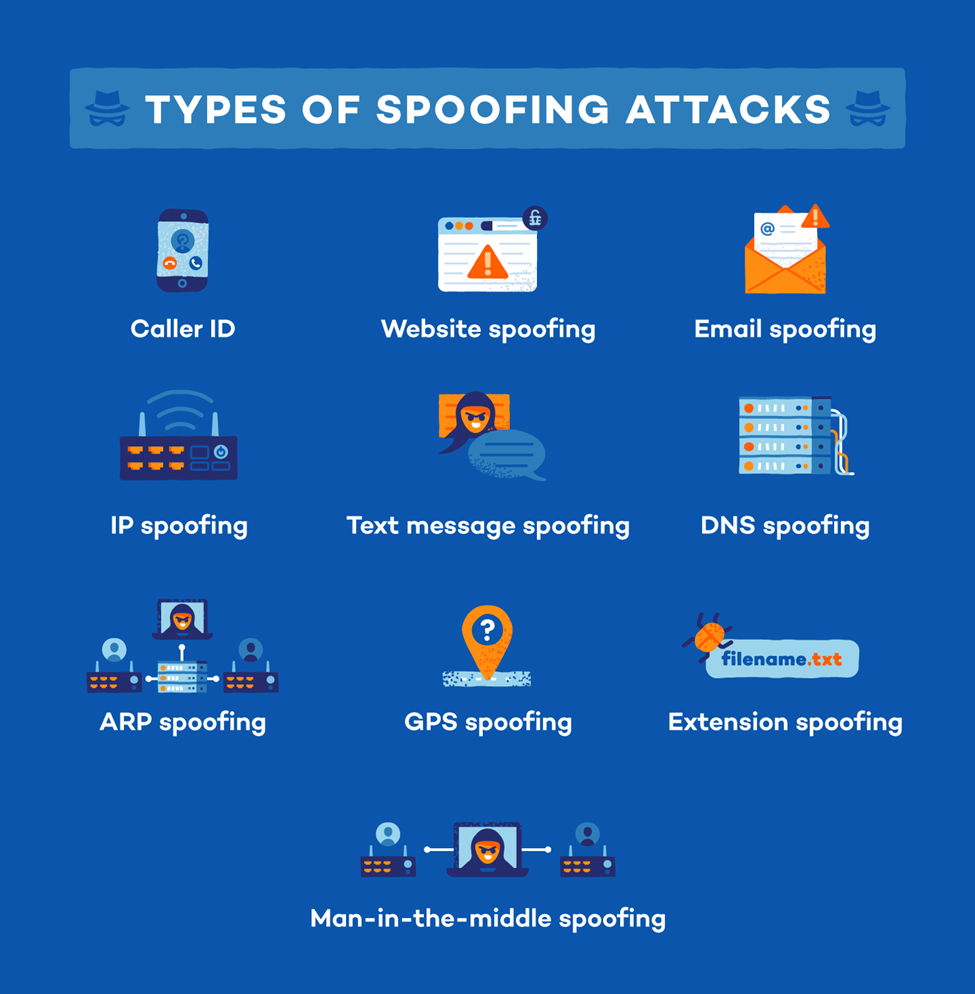 TYPES OF SPOOFING ATTACKS
Caller ID
Website spoofing
@
Email spoofing
IP spoofing
Text message spoofing
DNS spoofing
ARP spoofing
?
GPS spoofing
filename.txt
Extension spoofing
Man-in-the-middle spoofing